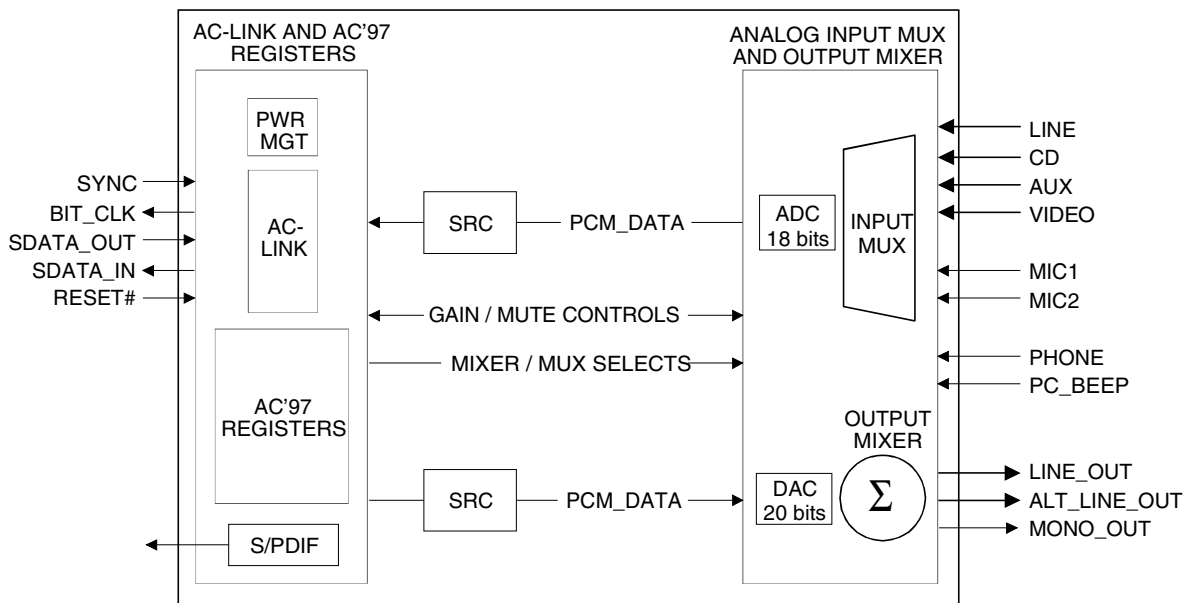 AC-LINK AND AC'97
REGISTERS
ANALOG INPUT MUX
AND OUTPUT MIXER
PWR
MGT
SYNC
BIT_CLK
SDATA_OUT
SDATA_IN
RESET#
AC-
LINK
SRC
PCM_DATA
ADC
18 bits
INPUT
MUX
LINE
CD
AUX
VIDEO
MIC1
MIC2
GAIN / MUTE CONTROLS
MIXER / MUX SELECTS
PHONE
PC_BEEP
AC'97
REGISTERS
OUTPUT
MIXER
SRC
PCM_DATA
DAC
20 bits
Σ
LINE_OUT
ALT_LINE_OUT
MONO_OUT
S/PDIF